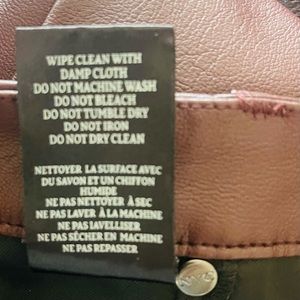 WIPE CLEAN WITH
DAMP CLOTH
DO NOT MACHINE WASH
DO NOT BLEACH
DO NOT TUMBLE DRY
DO NOT IRON
DO NOT DRY CLEAN
NETTOYER LA SURFACE AVEC
DU SAVON ET UN CHIFFON
HUMIDE
NE PAS NETTOYER À SEC
NE PAS LAVER À LA MACHINE
NE PAS JAVELLISER
NE PAS SÉCHER EN MACHINE
NE PAS REPASSER